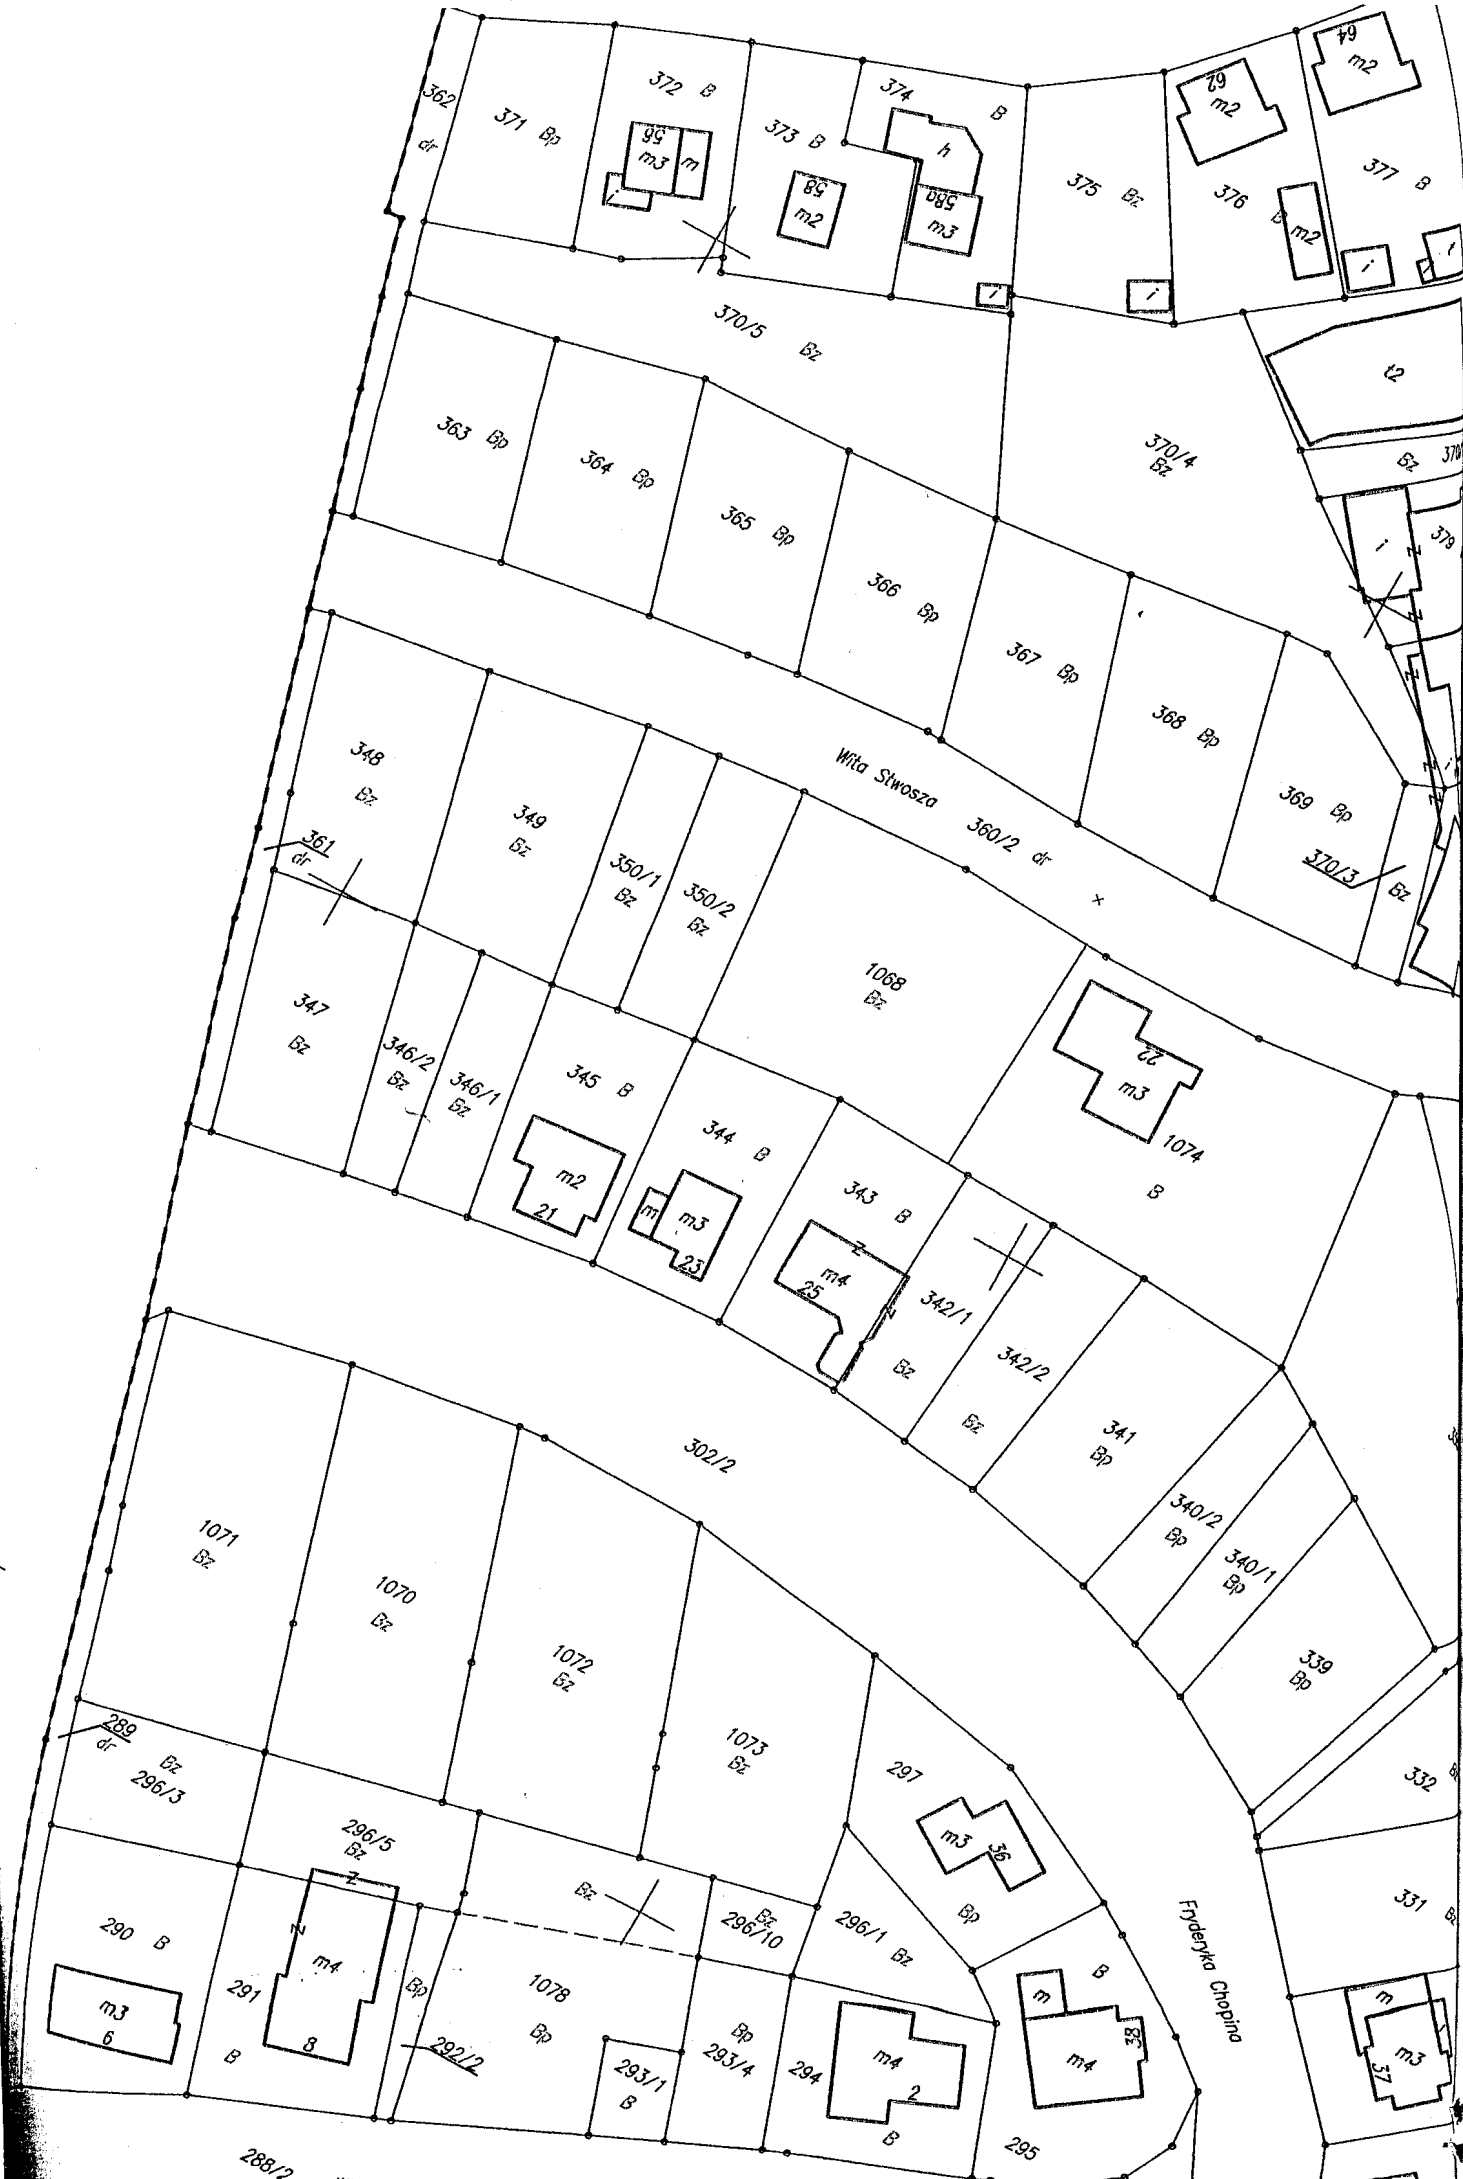 362
dr
371 Bp
372 B
56
m3
m
i
373 B
58
m2
374
B
h
58a
m3
i
375 Bz
i
62
m2
376
B
m2
64
m2
377 B
i
t2
370/5
Bz
370/4
Bz
Bz
i
379
363 Bp
364 Bp
365 Bp
366 Bp
367 Bp
368 Bp
369 Bp
370/3
Bz
Wita Stwosza
360/2 dr
348
Bz
361
dr
349
Bz
350/1
Bz
350/2
Bz
1068
Bz
22
m3
1074
B
347
Bz
346/2
Bz
346/1
Bz
345 B
m2
21
344 B
m
m3
23
343 B
m4
25
342/1
Bz
342/2
Bz
341
Bp
340/2
Bp
340/1
Bp
339
Bp
302/2
1071
Bz
1070
Bz
1072
Bz
1073
Bz
297
m3
36
Bp
332
331
289
dr
Bz
296/3
296/5
Bz
Bz
Bz
296/10
296/1 Bz
290 B
m3
6
291
B
m4
8
Bp
292/2
1078
Bp
293/1
B
Bp
293/4
294
m4
2
B
B
m
38
m4
295
Fryderyka Chopina
m
m3
37
288/2